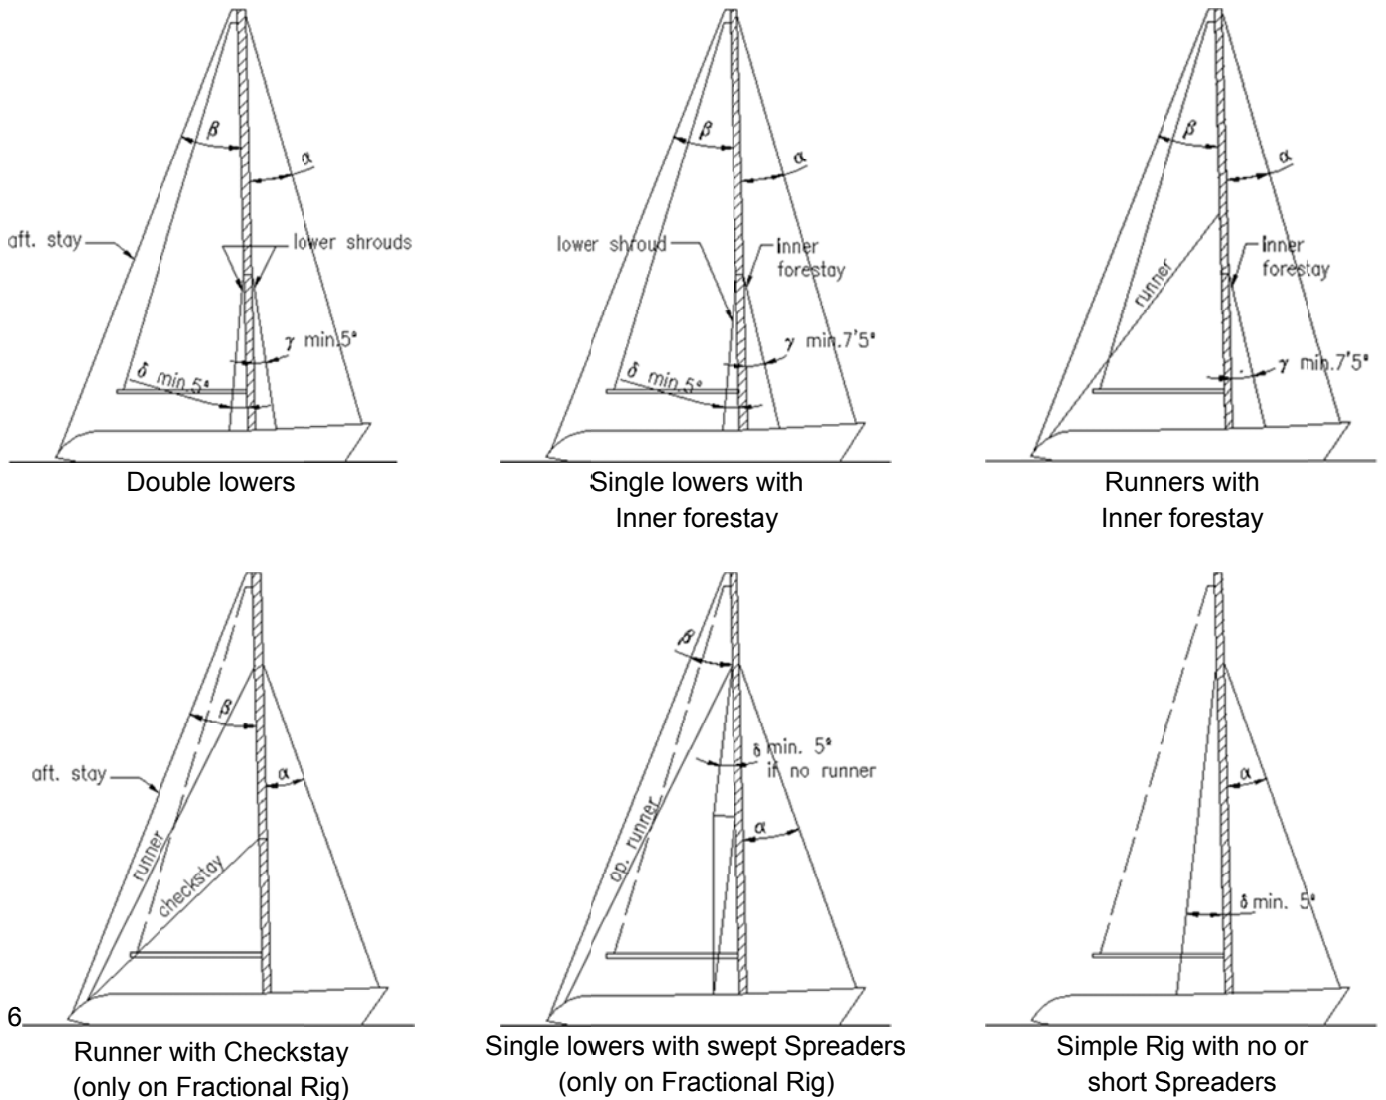 β
α
aft. stay
lower shrouds
γ min.5°
δ min.5°
Double lowers
β
α
lower shroud
inner
forestay
γ min.7'5°
δ min.5°
Single lowers with
Inner forestay
β
α
runner
inner
forestay
γ min.7'5°
Runners with
Inner forestay
β
aft. stay
α
runner
checkstay
6
Runner with Checkstay
(only on Fractional Rig)
β
δ min. 5°
if no runner
op. runner
α
Single lowers with swept Spreaders
(only on Fractional Rig)
α
δ min. 5°
Simple Rig with no or
short Spreaders